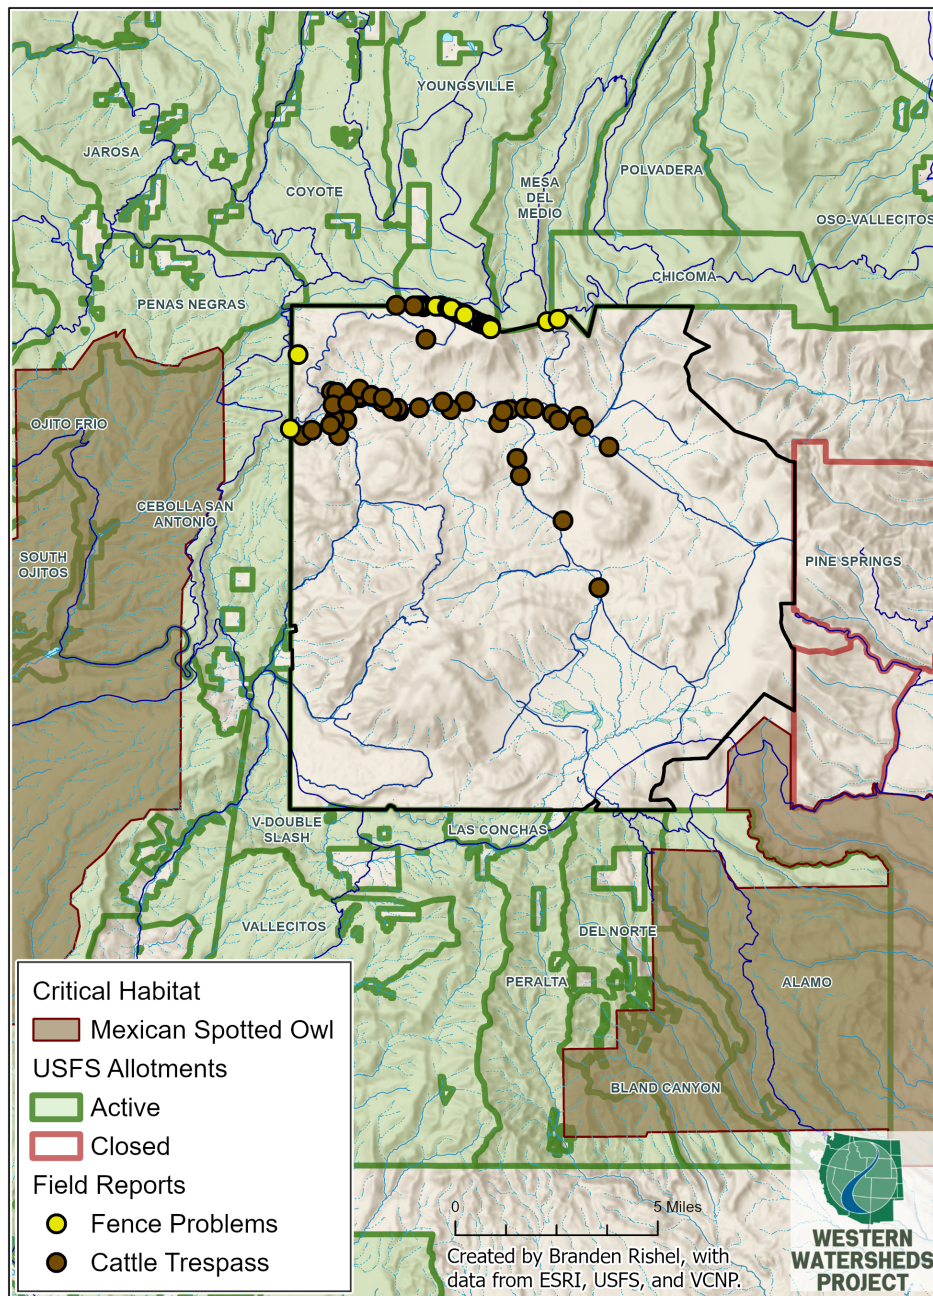 YOUNGSVILLE
JAROSA
COYOTE
MESA
DEL
MEDIO
POLVADERA
OSO-VALLECITOS
CHICOMA
PENAS NEGRAS
OJITO FRIO
CEBOLLA SAN
ANTONIO
SOUTH
OJITOS
PINE SPRINGS
V-DOUBLE
SLASH
LAS CONCHAS
VALLECITOS
DEL NORTE
PERALTA
ALAMO
BLAND CANYON
Critical Habitat
Mexican Spotted Owl
USFS Allotments
Active
Closed
Field Reports
Fence Problems
Cattle Trespass
0 5 Miles
Created by Branden Rishel, with
data from ESRI, USFS, and VCNP.
WESTERN
WATERSHEDS
PROJECT